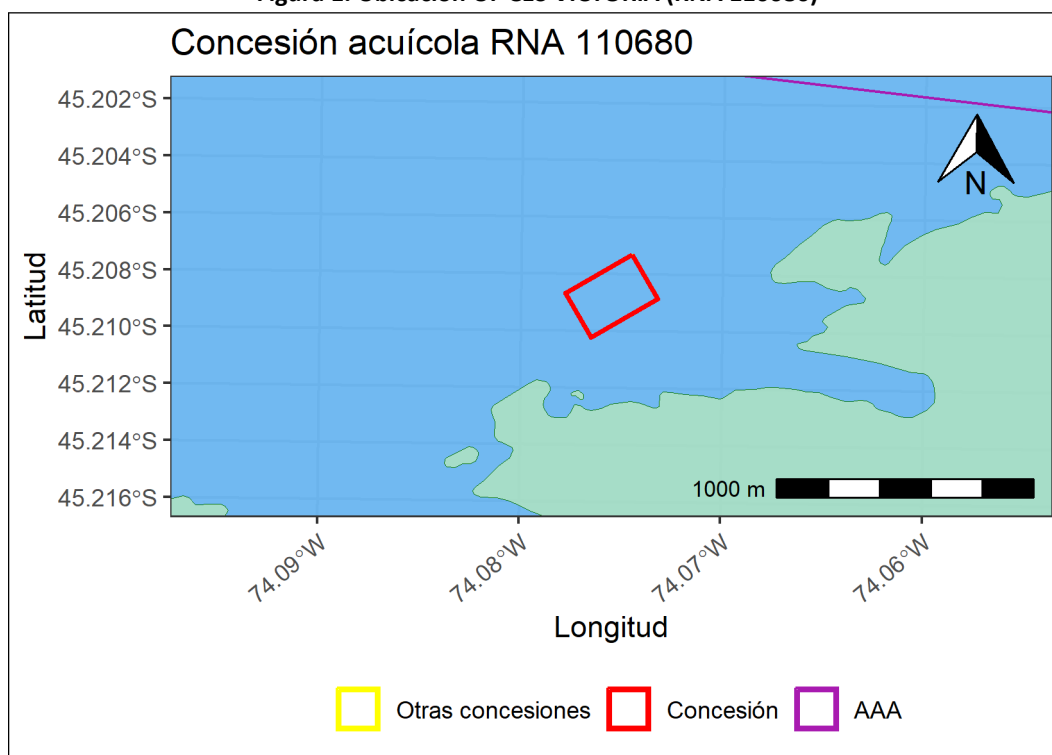 Concesión acuícola RNA 110680
45.202°S
45.204°S
45.206°S
45.208°S
45.210°S
45.212°S
45.214°S
45.216°S
Latitud
N
1000 m
74.09°W
74.08°W
74.07°W
74.06°W
Longitud
Otras concesiones
Concesión
AAA